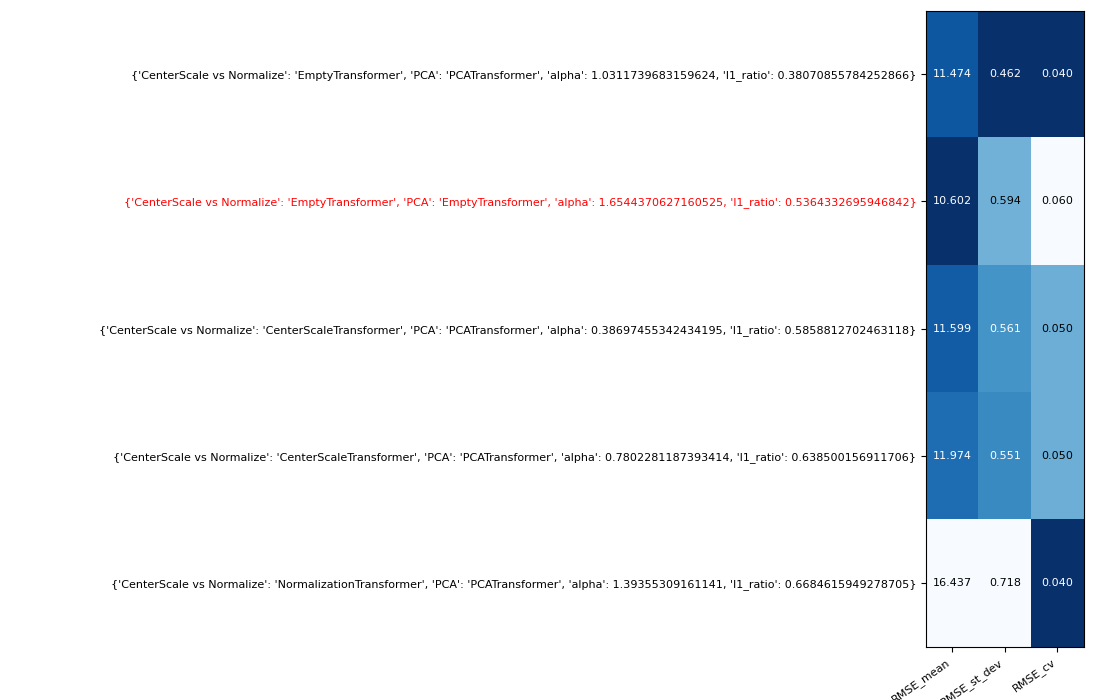 {'CenterScale vs Normalize': 'EmptyTransformer', 'PCA': 'PCATransformer', 'alpha': 1.0311739683159624, 'l1_ratio': 0.38070855784252866} 11.474 0.462 0.040
{'CenterScale vs Normalize': 'EmptyTransformer', 'PCA': 'EmptyTransformer', 'alpha': 1.6544370627160525, 'l1_ratio': 0.5364332695946842} 10.602 0.594 0.060
{'CenterScale vs Normalize': 'CenterScaleTransformer', 'PCA': 'PCATransformer', 'alpha': 0.38697455342434195, 'l1_ratio': 0.5858812702463118} 11.599 0.561 0.050
{'CenterScale vs Normalize': 'CenterScaleTransformer', 'PCA': 'PCATransformer', 'alpha': 0.7802281187393414, 'l1_ratio': 0.638500156911706} 11.974 0.551 0.050
{'CenterScale vs Normalize': 'NormalizationTransformer', 'PCA': 'PCATransformer', 'alpha': 1.39355309161141, 'l1_ratio': 0.6684615949278705} 16.437 0.718 0.040
RMSE_mean RMSE_st_dev RMSE_cv